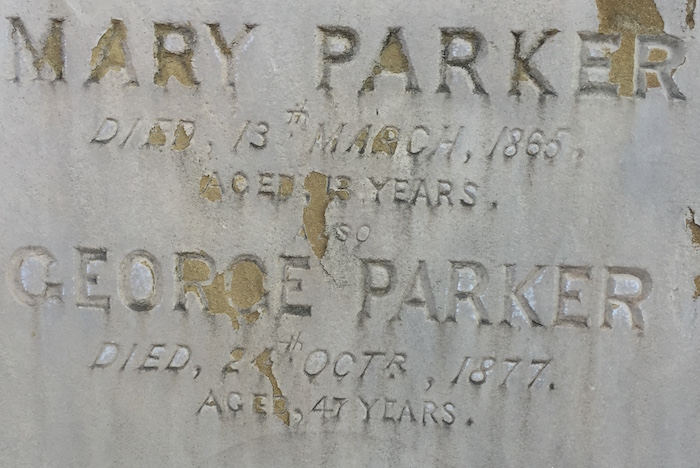 MARY PARKER
DIED, 13th MARCH, 1865,
AGED, YEARS.
ALSO
GEORGE PARKER
DIED, OCTR, 1877.
AGED, 47 YEARS.